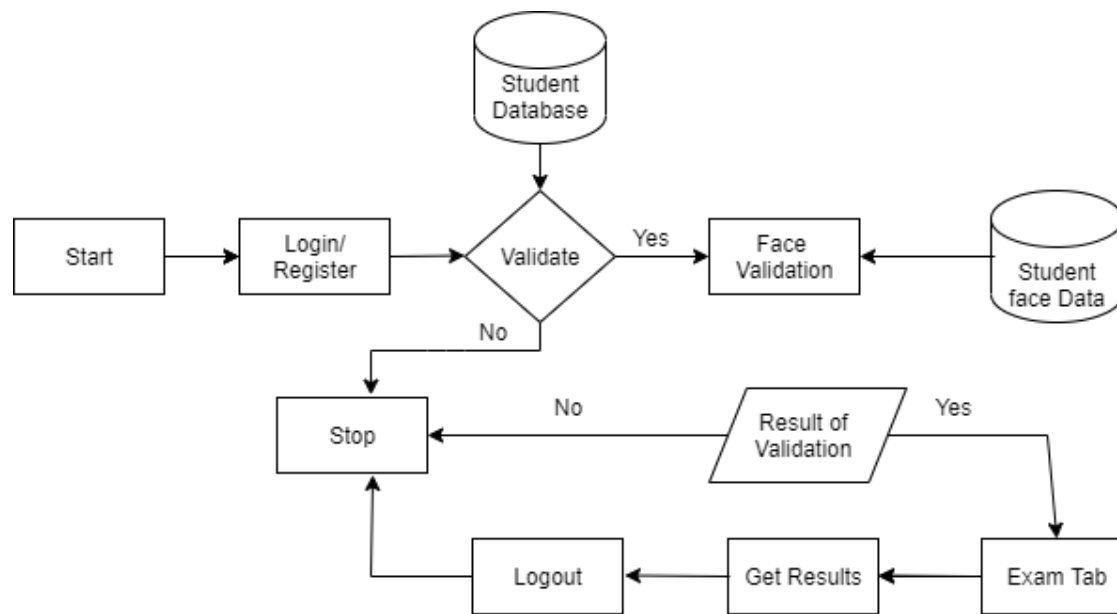 Student
Database
Start
Login/
Register
Validate
Yes
Face
Validation
Student
face Data
No
Stop
No
Result of
Validation
Yes
Logout
Get Results
Exam Tab